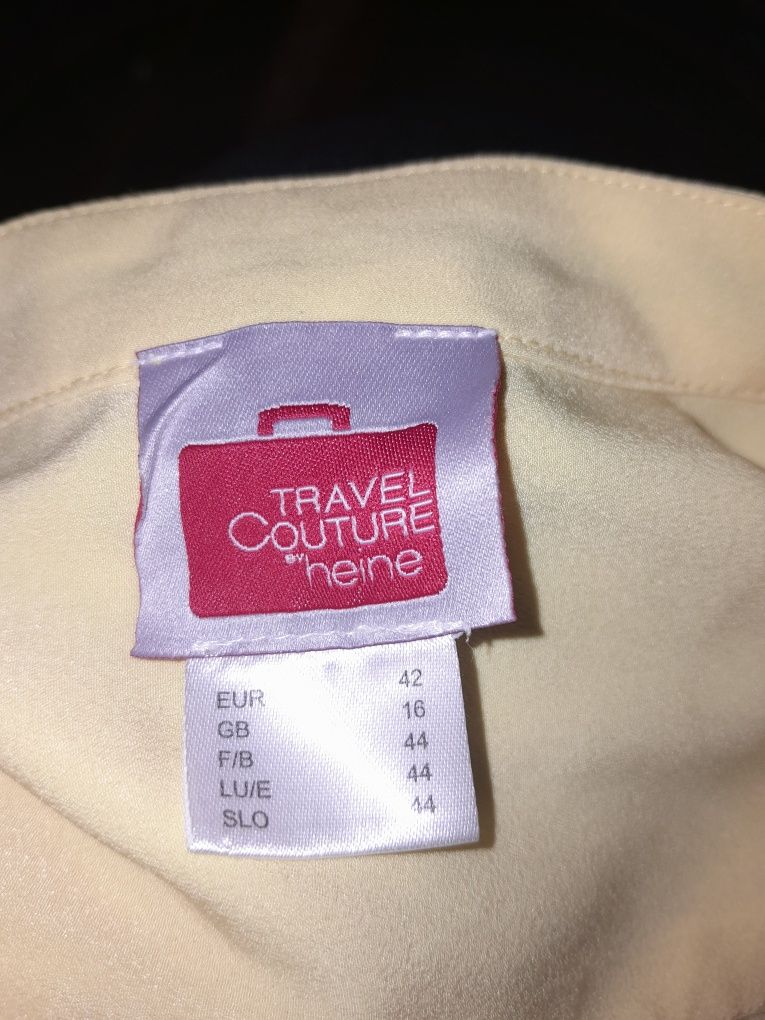 TRAVEL
COUTURE
BY heine
EUR 42
GB 16
F/B 44
LU/E 44
SLO 44